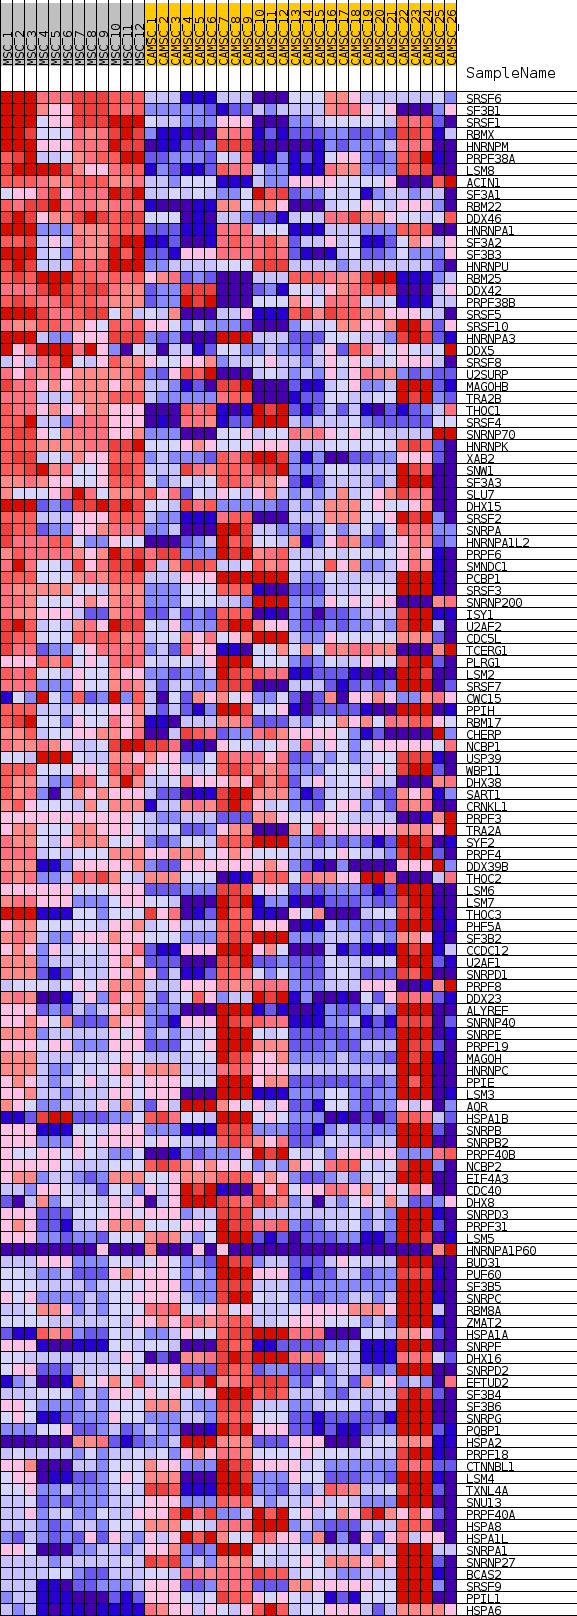 MSC_1
MSC_2
MSC_3
MSC_4
MSC_5
MSC_6
MSC_7
MSC_8
MSC_9
MSC_10
MSC_11
MSC_12
CAMSC_1
CAMSC_2
CAMSC_3
CAMSC_4
CAMSC_5
CAMSC_6
CAMSC_7
CAMSC_8
CAMSC_9
CAMSC_10
CAMSC_11
CAMSC_12
CAMSC_13
CAMSC_14
CAMSC_15
CAMSC_16
CAMSC_17
CAMSC_18
CAMSC_19
CAMSC_20
CAMSC_21
CAMSC_22
CAMSC_23
CAMSC_24
CAMSC_25
CAMSC_26
SampleName
SRSF6
SF3B1
SRSF1
RBMX
HNRNPM
PRPF38A
LSM8
ACIN1
SF3A1
RBM22
DDX46
HNRNPA1
SF3A2
SF3B3
HNRNPU
RBM25
DDX42
PRPF38B
SRSF5
SRSF10
HNRNPA3
DDX5
SRSF8
U2SURP
MAGOHB
TRA2B
THOC1
SRSF4
SNRNP70
HNRNPK
XAB2
SNW1
SF3A3
SLU7
DHX15
SRSF2
SNRPA
HNRNPA1L2
PRPF6
SMNDC1
PCBP1
SRSF3
SNRNP200
ISY1
U2AF2
CDC5L
TCERG1
PLRG1
LSM2
SRSF7
CWC15
PPIH
RBM17
CHERP
NCBP1
USP39
WBP11
DHX38
SART1
CRNKL1
PRPF3
TRA2A
SYF2
PRPF4
DDX39B
THOC2
LSM6
LSM7
THOC3
PHF5A
SF3B2
CCDC12
U2AF1
SNRPD1
PRPF8
DDX23
ALYREF
SNRNP40
SNRPE
PRPF19
MAGOH
HNRNPC
PPIE
LSM3
AQR
HSPA1B
SNRPB
SNRPB2
PRPF40B
NCBP2
EIF4A3
CDC40
DHX8
SNRPD3
PRPF31
LSM5
HNRNPA1P60
BUD31
PUF60
SF3B5
SNRPC
RBM8A
ZMAT2
HSPA1A
SNRPF
DHX16
SNRPD2
EFTUD2
SF3B4
SF3B6
SNRPG
PQBP1
HSPA2
PRPF18
CTNNBL1
LSM4
TXNL4A
SNU13
PRPF40A
HSPA8
HSPA1L
SNRPA1
SNRNP27
BCAS2
SRSF9
PPIL1
HSPA6